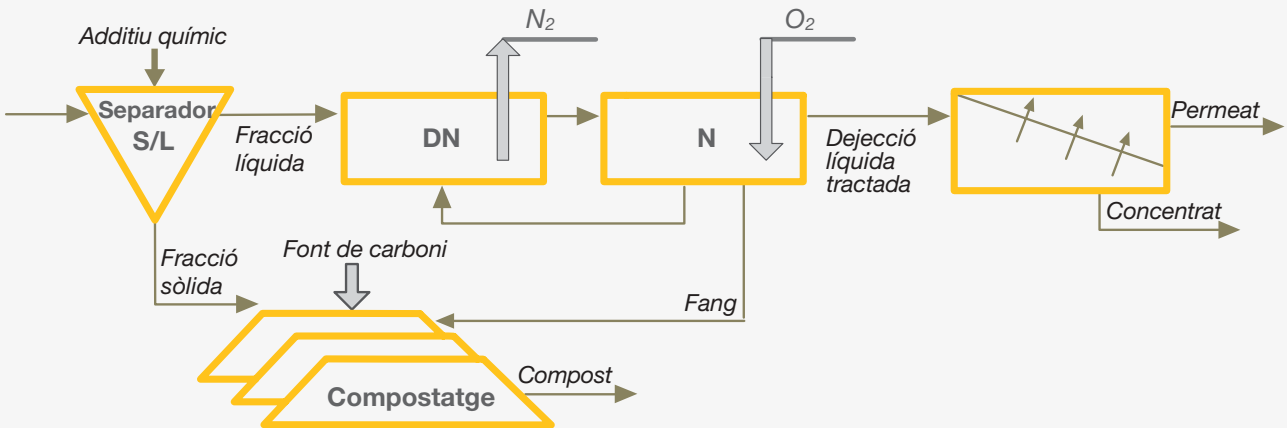 N2
O2
Additiu químic
Separador
S/L
Fracció
líquida
DN
N
Dejecció
líquida
tractada
Permeat
Concentrat
Fracció
sòlida
Font de carboni
Fang
Compostatge
Compost